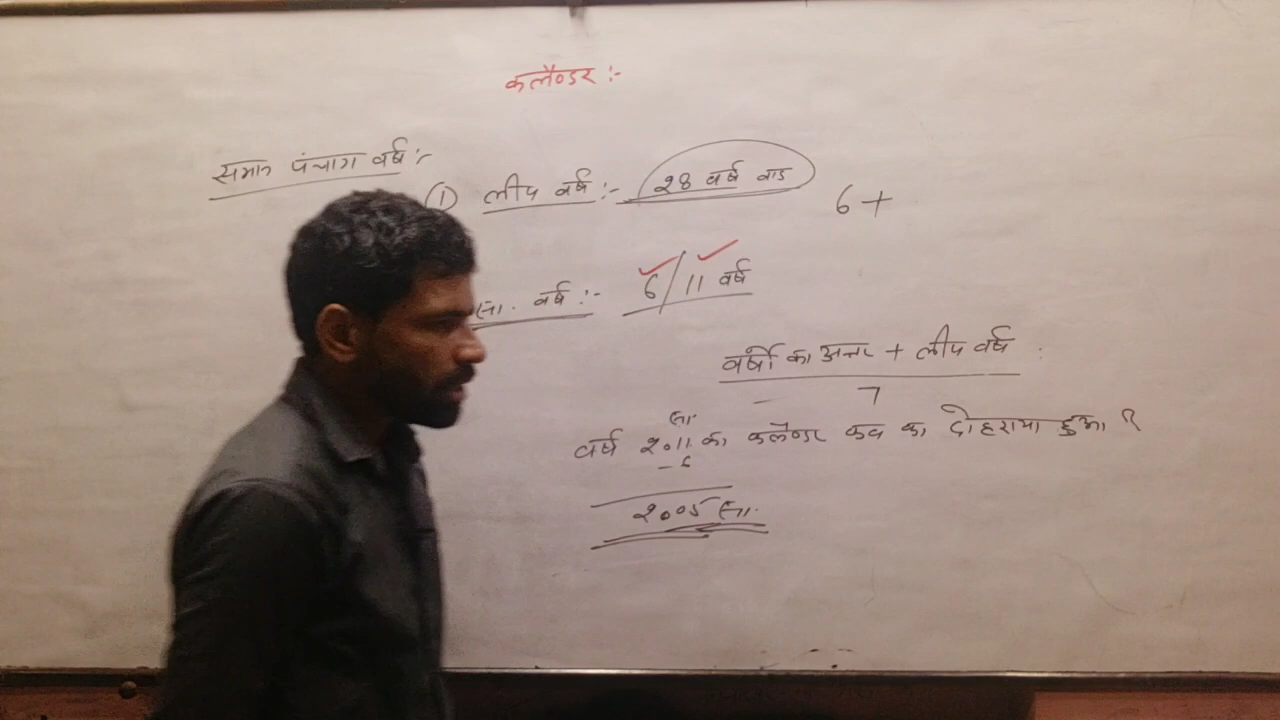 कलैण्डर :-
समान पंचाग वर्ष :-
① लीप वर्ष :- 28 वर्ष बाद
6 +
सा. वर्ष :- 6/11 वर्ष
वर्षो का अन्तर + लीप वर्ष
7
सा.
वर्ष 2011 का कलैण्डर कब का दोहराया हुआ ?
- 6
2005 सा.